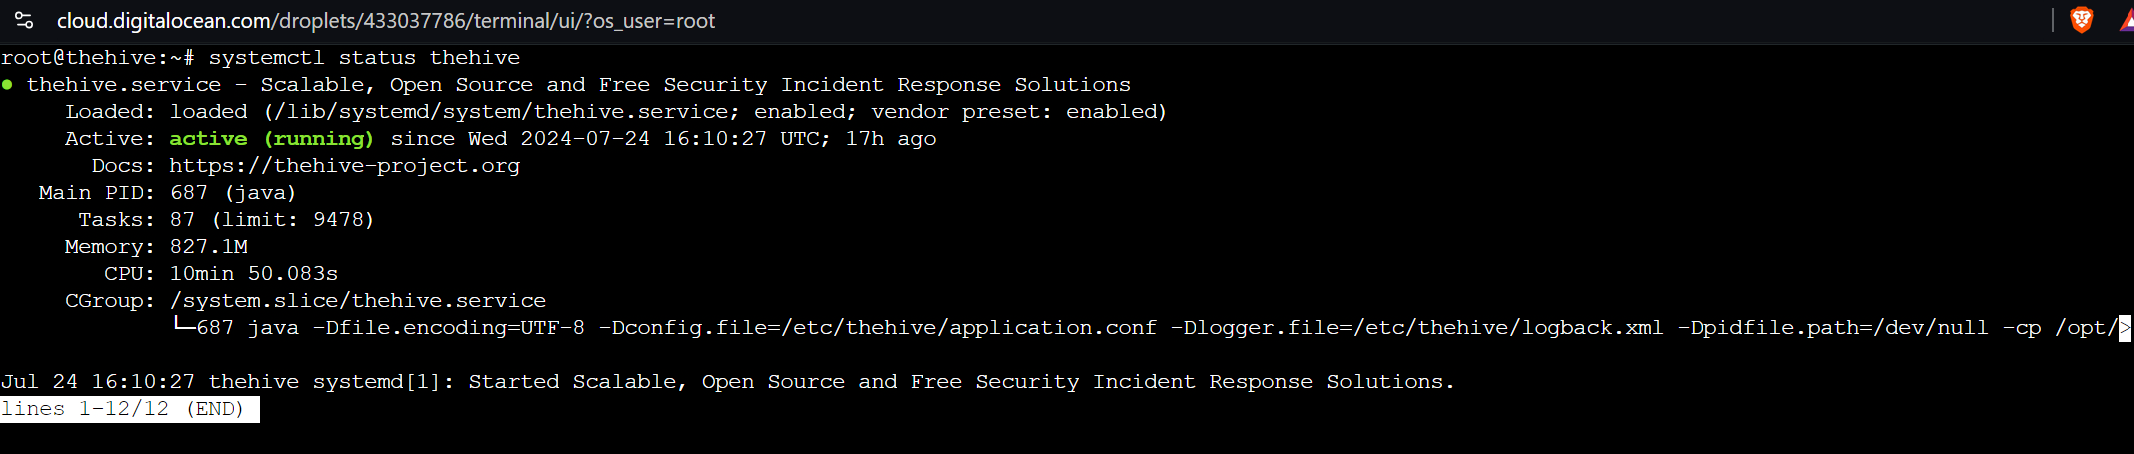 cloud.digitalocean.com/droplets/433037786/terminal/ui/?os_user=root
root@thehive:~# systemctl status thehive
● thehive.service - Scalable, Open Source and Free Security Incident Response Solutions
Loaded: loaded (/lib/systemd/system/thehive.service; enabled; vendor preset: enabled)
Active: active (running) since Wed 2024-07-24 16:10:27 UTC; 17h ago
Docs: https://thehive-project.org
Main PID: 687 (java)
Tasks: 87 (limit: 9478)
Memory: 827.1M
CPU: 10min 50.083s
CGroup: /system.slice/thehive.service
└─687 java -Dfile.encoding=UTF-8 -Dconfig.file=/etc/thehive/application.conf -Dlogger.file=/etc/thehive/logback.xml -Dpidfile.path=/dev/null -cp /opt/>
Jul 24 16:10:27 thehive systemd[1]: Started Scalable, Open Source and Free Security Incident Response Solutions.
lines 1-12/12 (END)